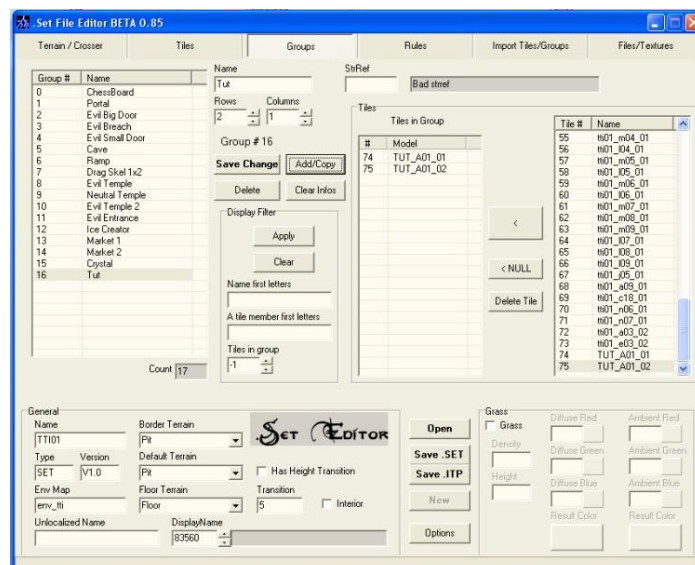 .Set File Editor BETA 0.85
Terrain / Crosser Tiles Groups Rules Import Tiles/Groups Files/Textures
Group # Name
0 ChessBoard
1 Portal
2 Evil Big Door
3 Evil Breach
4 Evil Small Door
5 Cave
6 Ramp
7 Drag Skel 1x2
8 Evil Temple
9 Neutral Temple
10 Evil Temple 2
11 Evil Entrance
12 Ice Creator
13 Market 1
14 Market 2
15 Crystal
16 Tut
Count 17
Name StrRef
Tut Bad strref
Rows Columns
2 1
Group # 16
Save Change Add/Copy
Delete Clear Infos
Display Filter
Apply
Clear
Name first letters
A tile member first letters
Tiles in group
-1
Tiles
Tiles in Group
# Model
74 TUT_A01_01
75 TUT_A01_02
<
< NULL
Delete Tile
Tile # Name
55 tti01_m04_01
56 tti01_l04_01
57 tti01_m05_01
58 tti01_l05_01
59 tti01_m06_01
60 tti01_l06_01
61 tti01_m07_01
62 tti01_m08_01
63 tti01_m09_01
64 tti01_l07_01
65 tti01_l08_01
66 tti01_l09_01
67 tti01_j05_01
68 tti01_a09_01
69 tti01_c18_01
70 tti01_n06_01
71 tti01_n07_01
72 tti01_a03_02
73 tti01_e03_02
74 TUT_A01_01
75 TUT_A01_02
General
Name Border Terrain
TTI01 Pit
.Set Editor
Type Version Default Terrain
SET V1.0 Pit
Has Height Transition
Env Map Floor Terrain Transition
env_tti Floor 5 Interior
Unlocalized Name DisplayName
83560
Open
Save .SET
Save .ITP
New
Options
Grass
Grass
Density
Height
Diffuse Red Ambient Red
Diffuse Green Ambient Green
Diffuse Blue Ambient Blue
Result Color Result Color